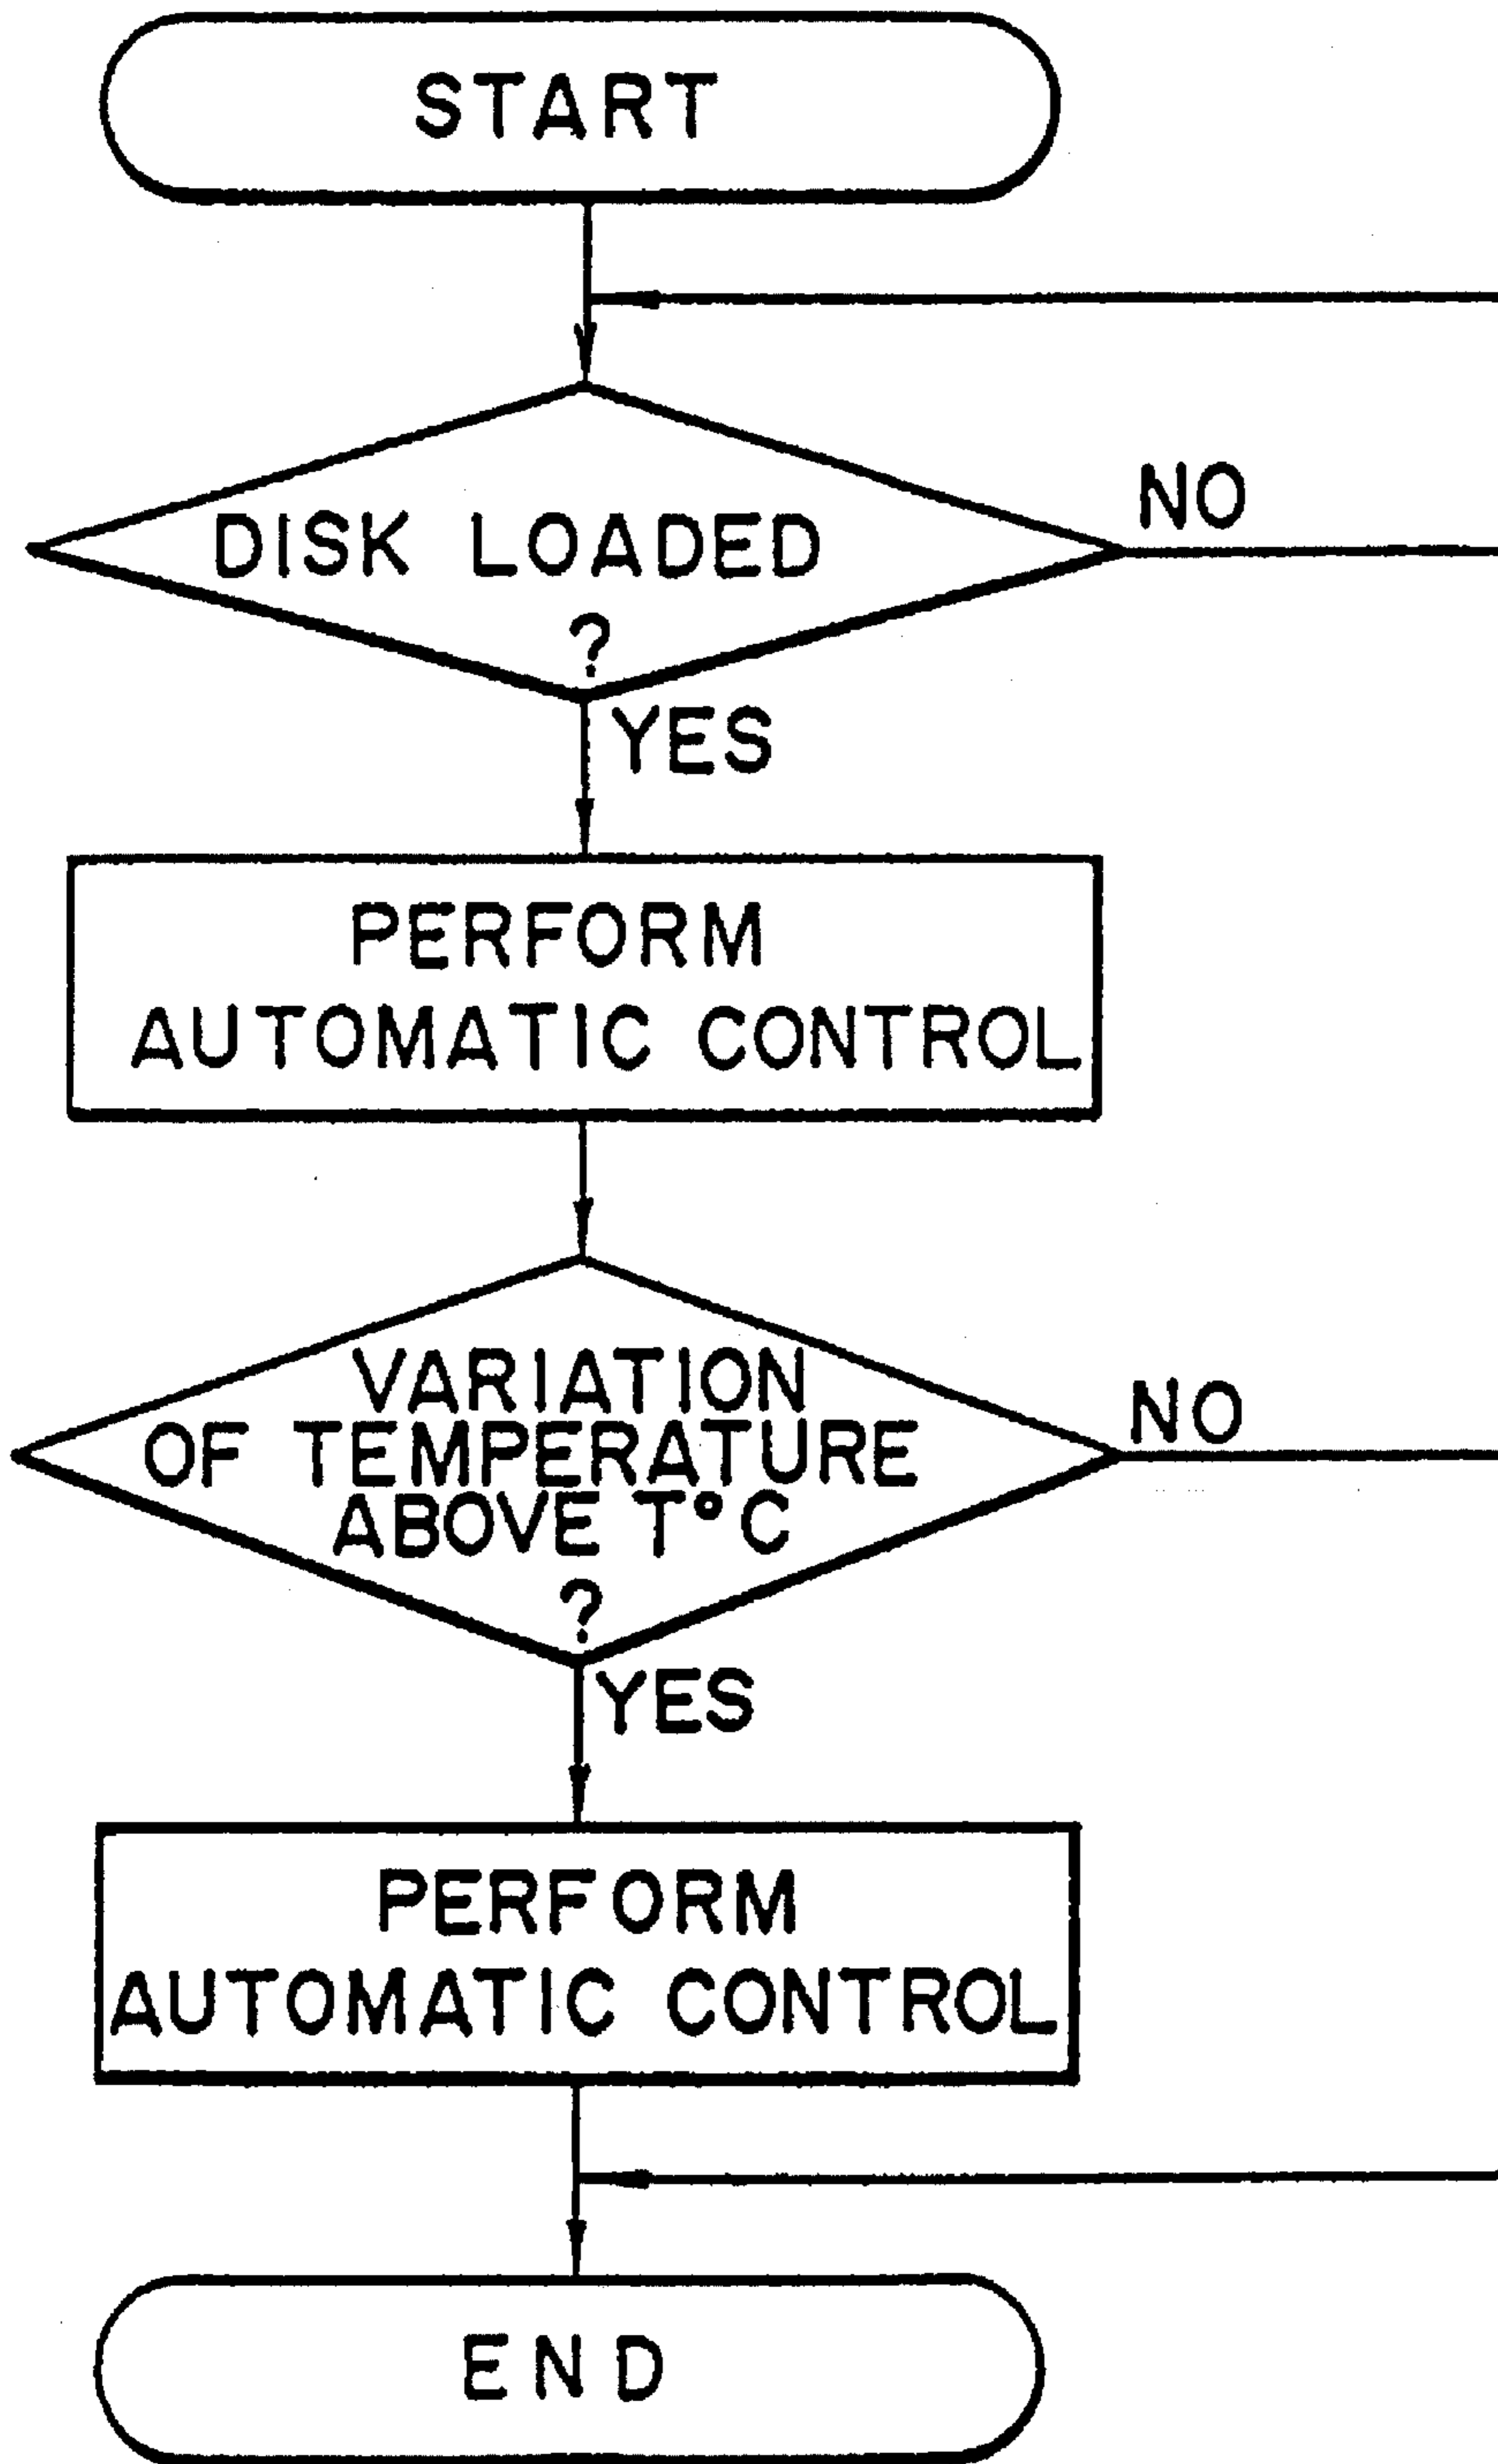 START
DISK LOADED
?
NO
YES
PERFORM
AUTOMATIC CONTROL
VARIATION
OF TEMPERATURE
ABOVE T°C
?
NO
YES
PERFORM
AUTOMATIC CONTROL
END